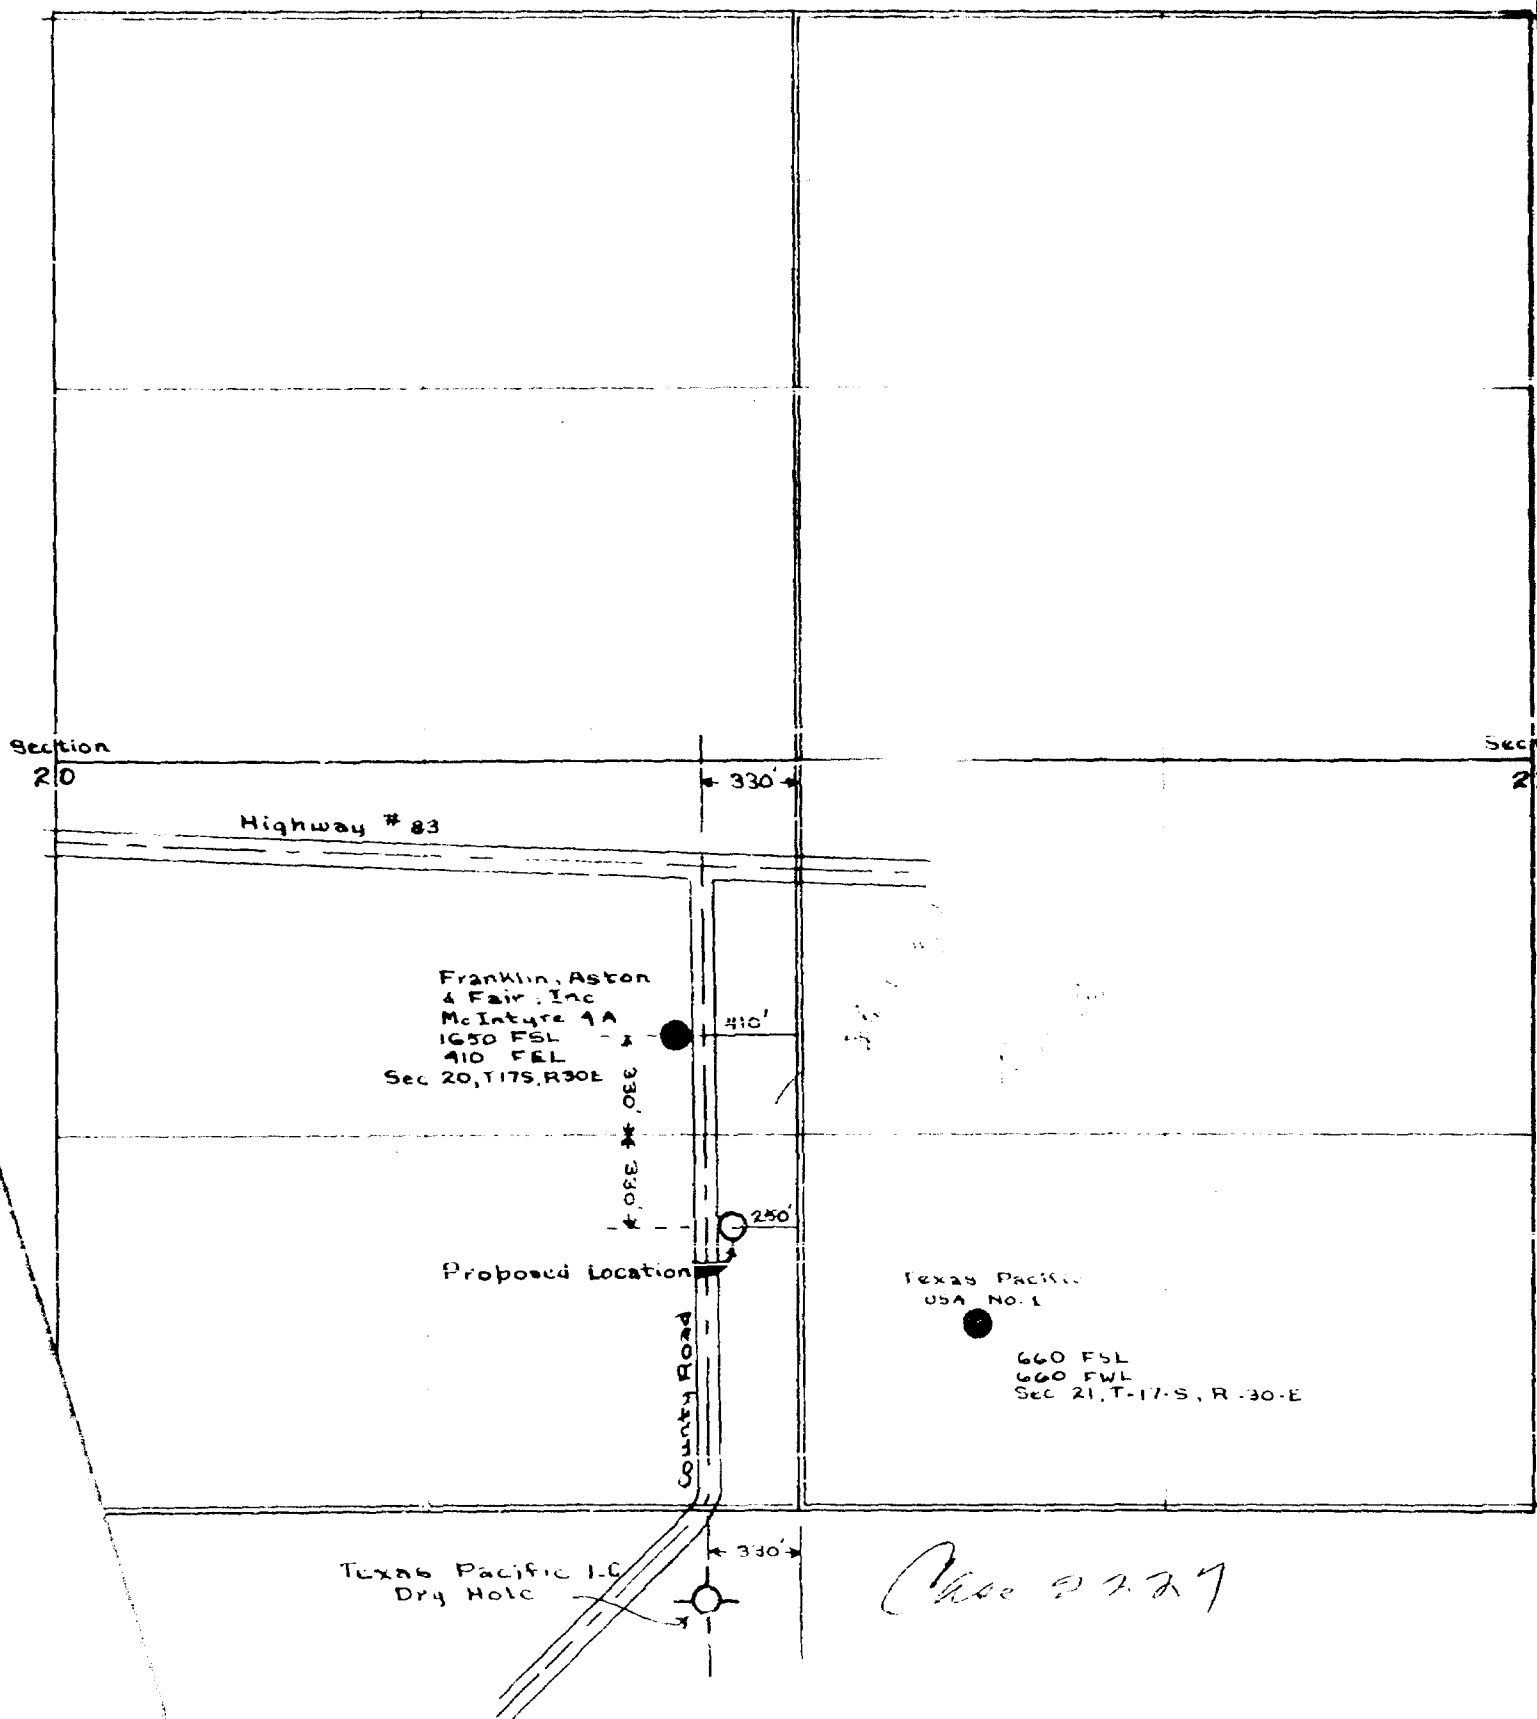 Section
20
Sec
2
330'
Highway # 83
Franklin, Aston
& Fair, Inc
McIntyre 4A
1650 FSL
410 FEL
Sec 20, T17S, R30E
410'
330'
330'
250'
Proposed Location
County Road
Texas Pacific
USA No. 1
660 FSL
660 FWL
Sec 21, T-17-S, R-30-E
330'
Texas Pacific 1-C
Dry Hole
Case 2227